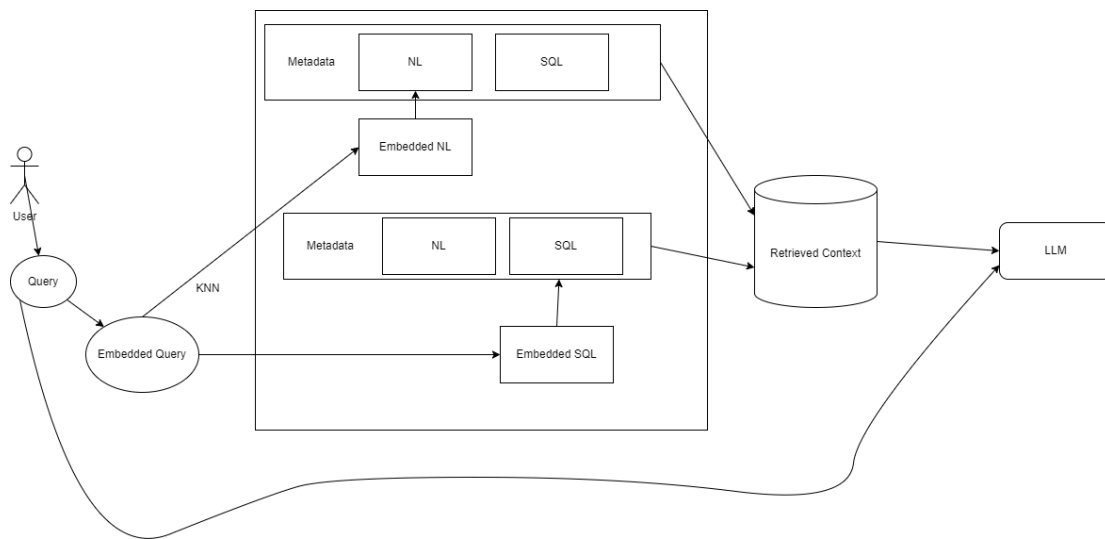 Metadata
NL
SQL
Embedded NL
User
Metadata
NL
SQL
Retrieved Context
LLM
Query
KNN
Embedded Query
Embedded SQL